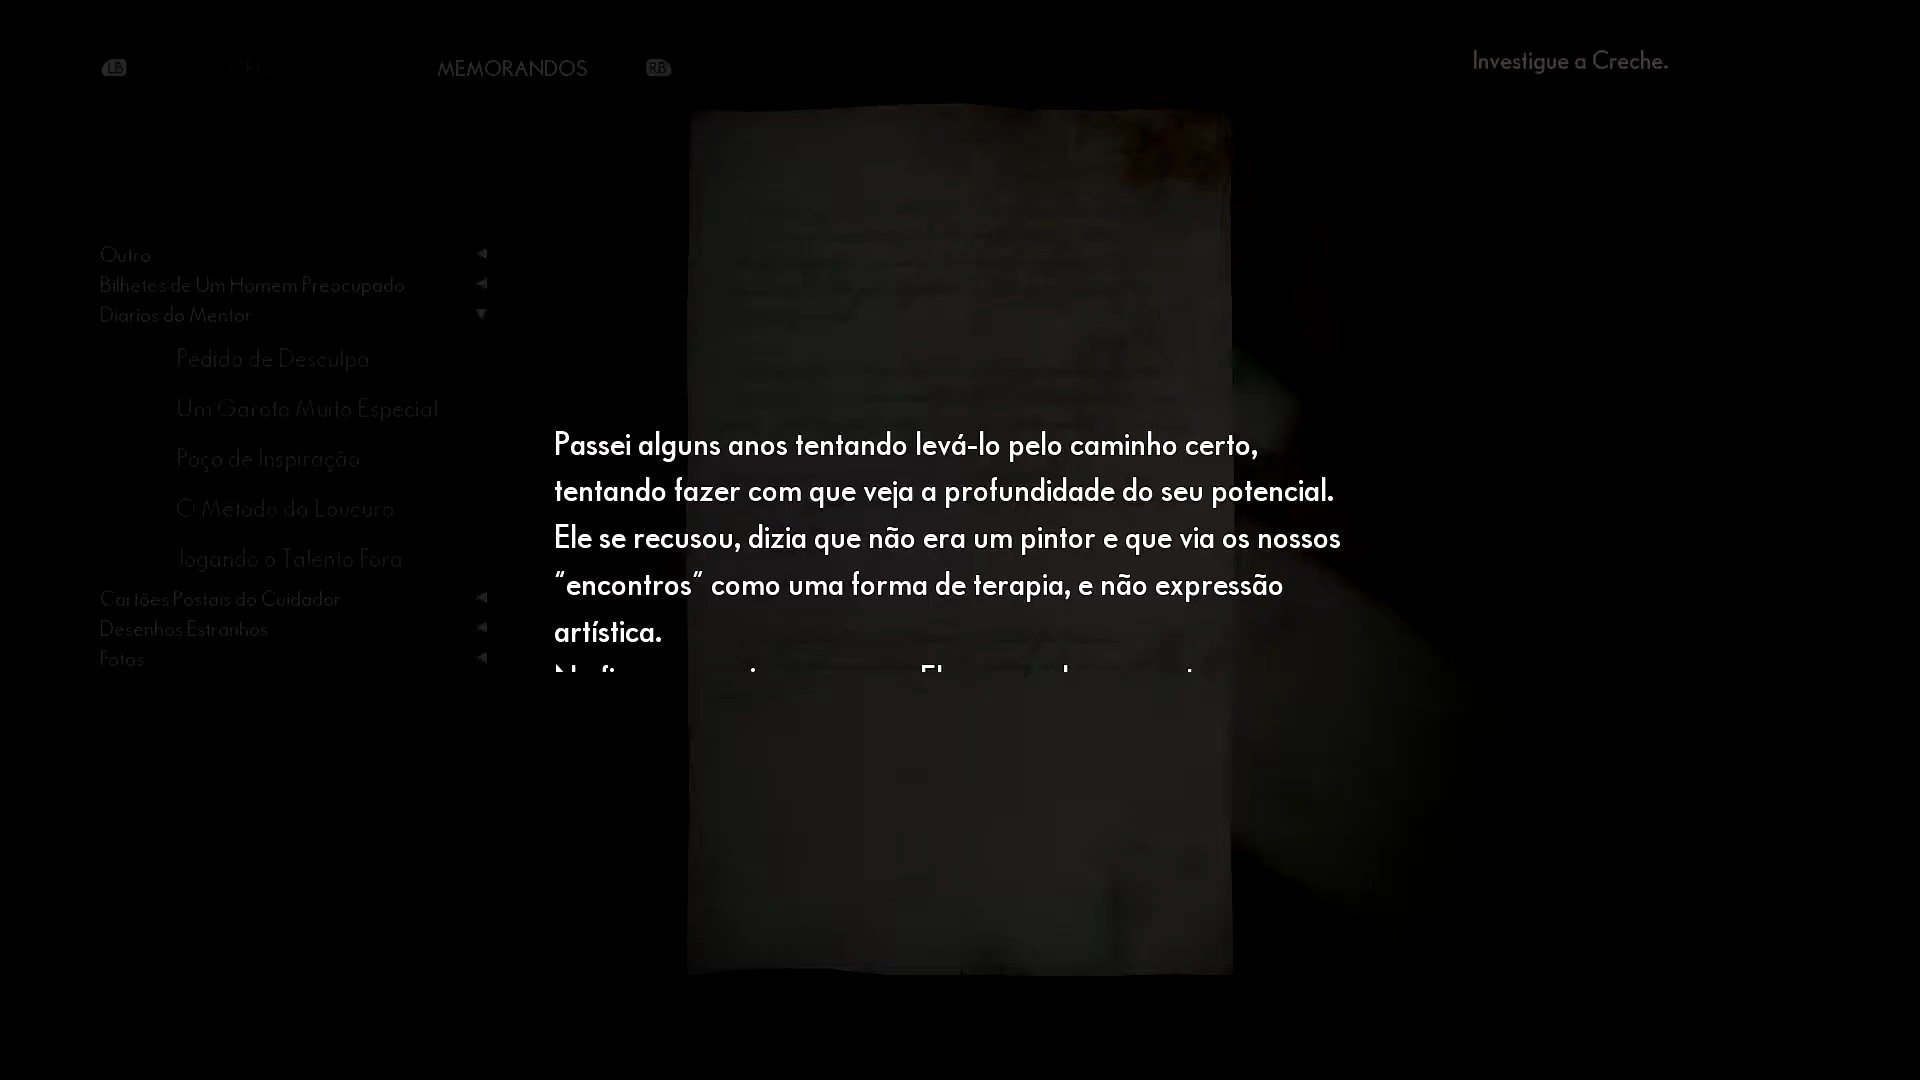 LB
MEMORANDOS
RB
Investigue a Creche.
Outro
Bilhetes de Um Homem Preocupado
Diarios do Mentor
Pedido de Desculpa
Um Garoto Muito Especial
Poço de Inspiração
O Método da Loucura
Jogando o Talento Fora
Cartões Postais do Cuidador
Desenhos Estranhos
Fotos
Passei alguns anos tentando levá-lo pelo caminho certo,
tentando fazer com que veja a profundidade do seu potencial.
Ele se recusou, dizia que não era um pintor e que via os nossos
“encontros” como uma forma de terapia, e não expressão
artística.